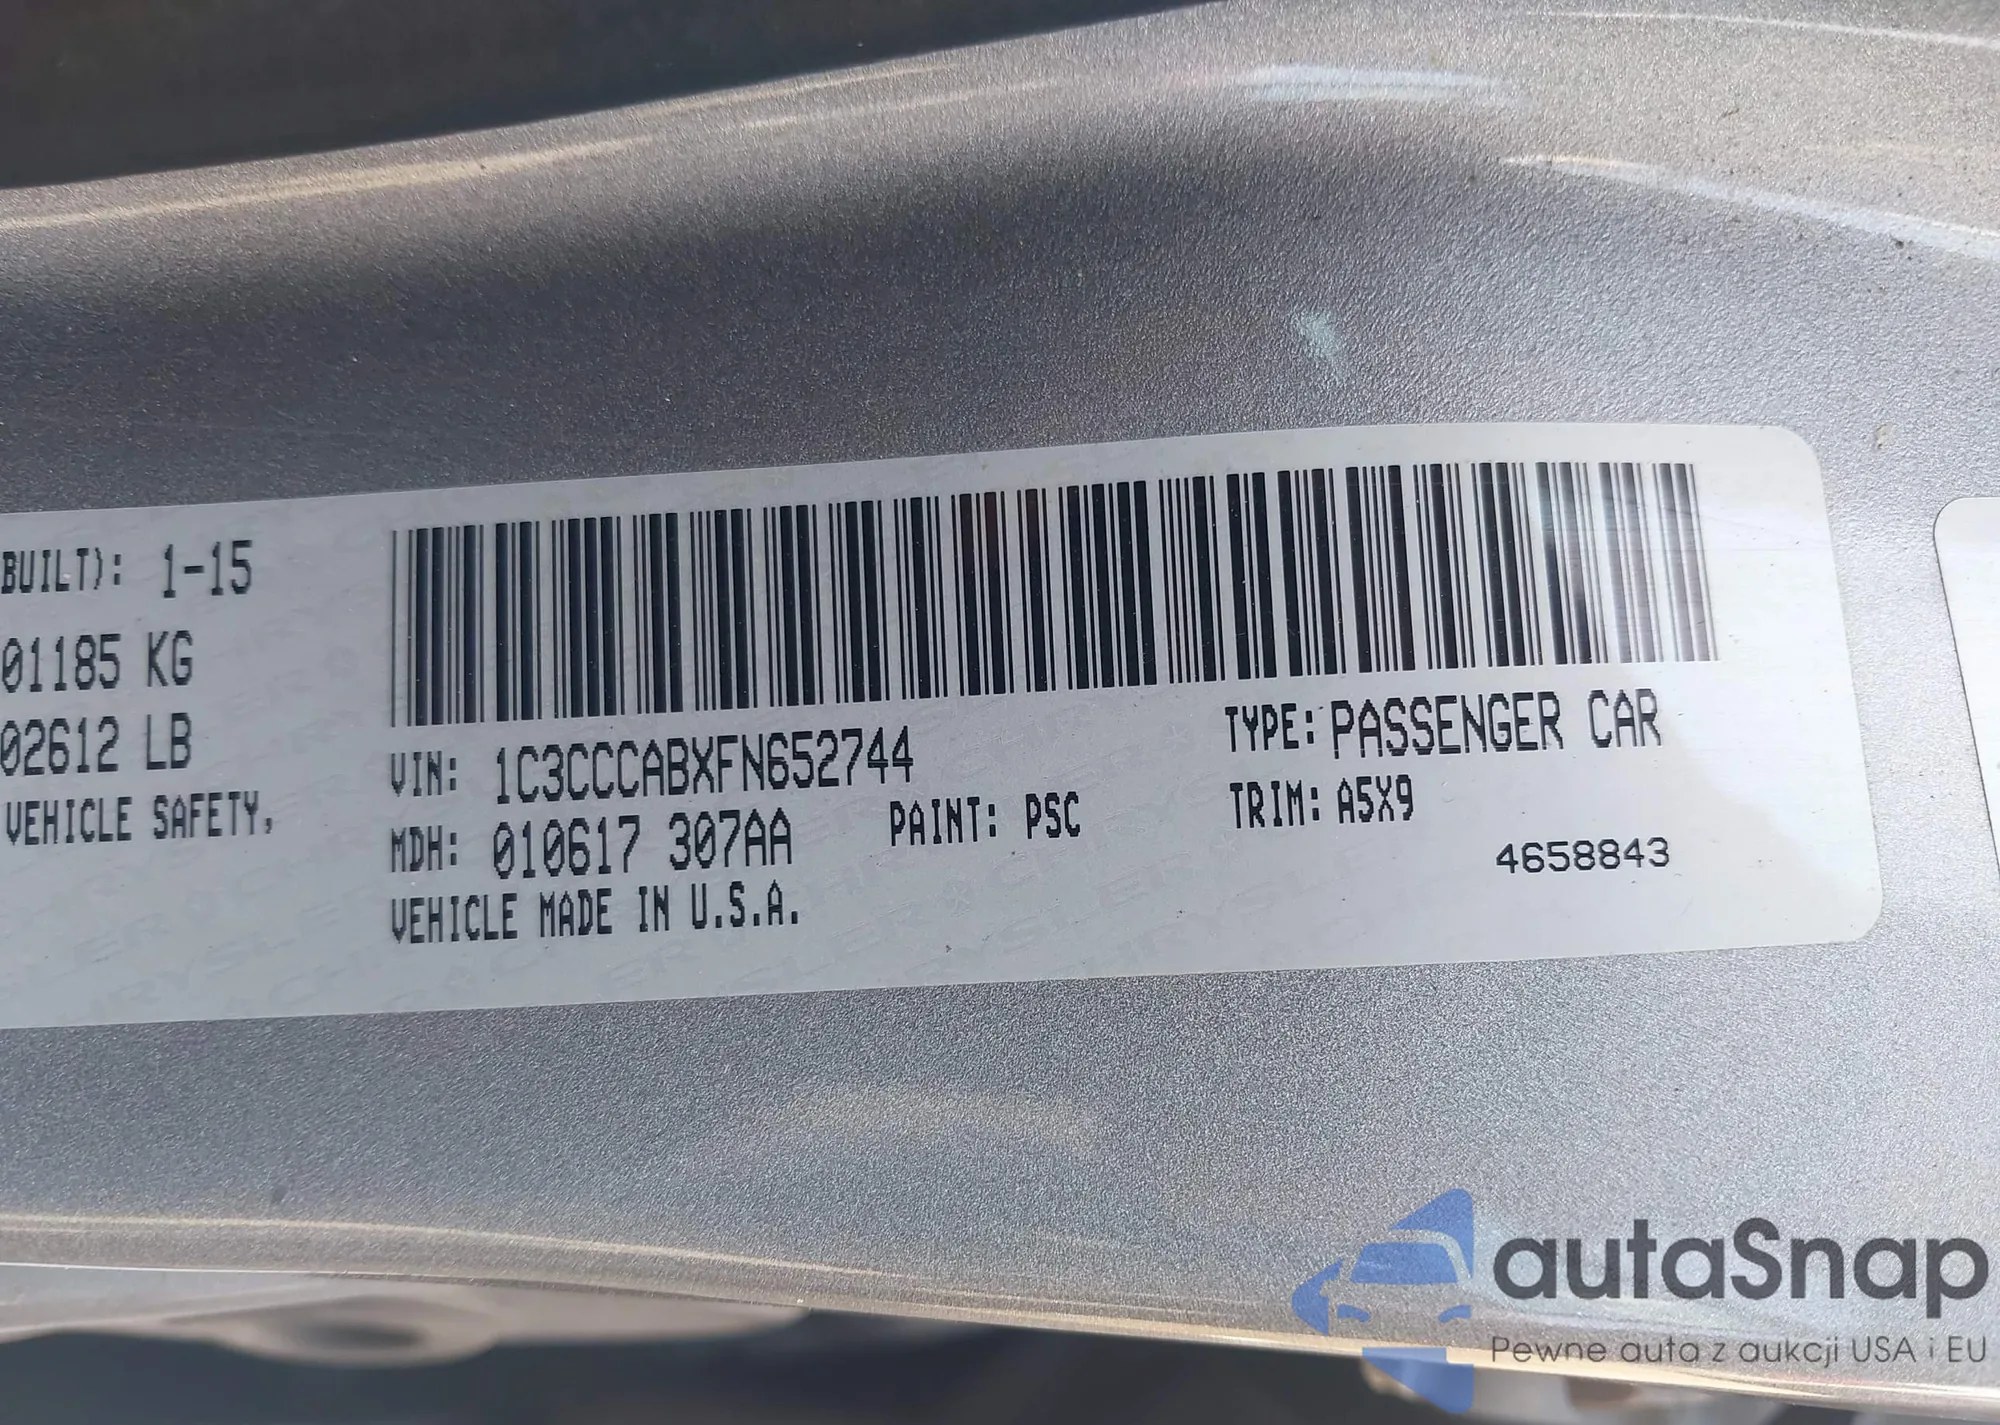 BUILT): 1-15
01185 KG
02612 LB
VEHICLE SAFETY,
VIN: 1C3CCCABXFN652744
TYPE: PASSENGER CAR
MDH: 010617 307AA
PAINT: PSC
TRIM: A5X9
VEHICLE MADE IN U.S.A.
4658843
autaSnap
Pewne auta z aukcji USA i EU